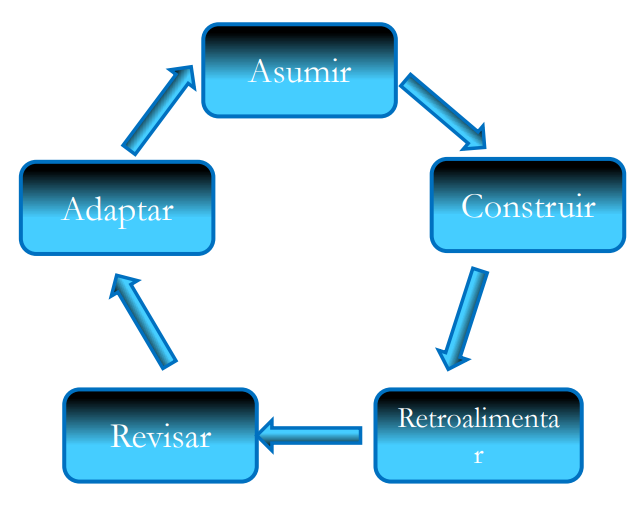 Asumir
Construir
Retroalimenta
r
Revisar
Adaptar